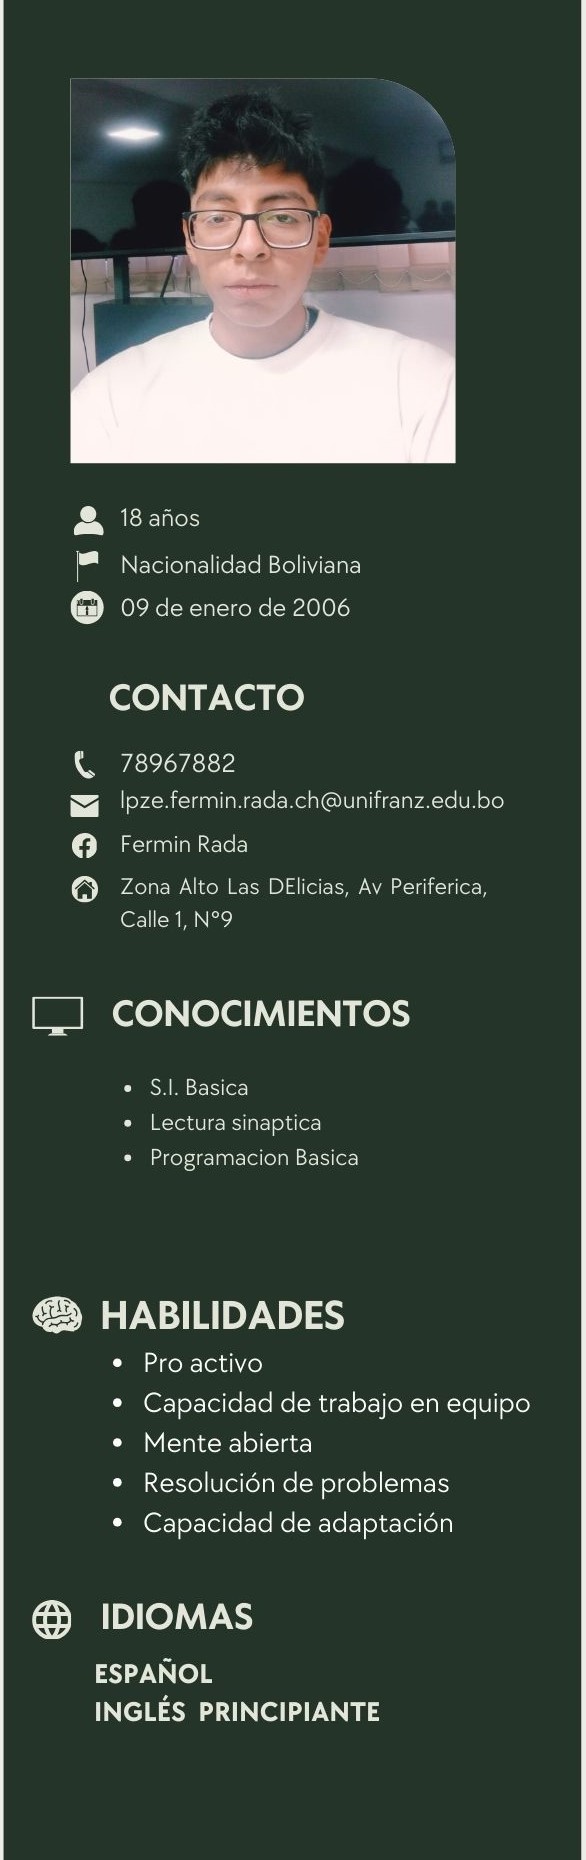 18 años
Nacionalidad Boliviana
09 de enero de 2006
CONTACTO
78967882
lpze.fermin.rada.ch@unifranz.edu.bo
Fermin Rada
Zona Alto Las DElicias, Av Periferica,
Calle 1, N°9
CONOCIMIENTOS
• S.I. Basica
• Lectura sinaptica
• Programacion Basica
HABILIDADES
• Pro activo
• Capacidad de trabajo en equipo
• Mente abierta
• Resolución de problemas
• Capacidad de adaptación
IDIOMAS
ESPAÑOL
INGLÉS PRINCIPIANTE